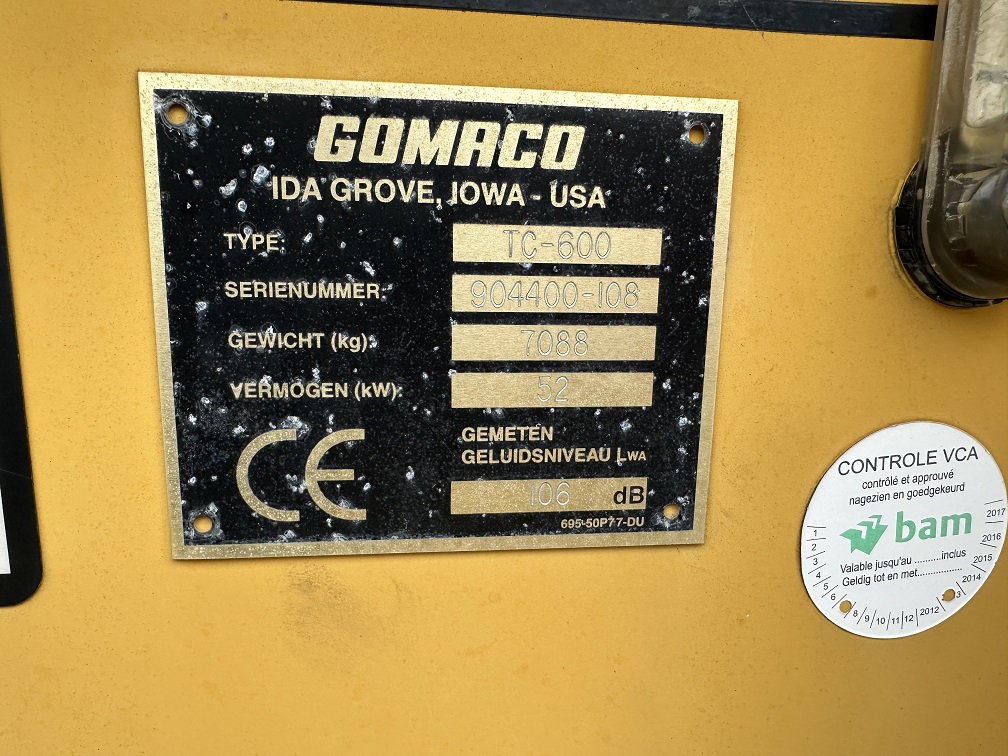 GOMACO
IDA GROVE, IOWA - USA
TYPE: TC-600
SERIENUMMER: 904400-108
GEWICHT (kg): 7088
VERMOGEN (kW): 52
CE
GEMETEN
GELUIDSNIVEAU LWA
106 dB
695-50P77-DU
CONTROLE VCA
contrôlé et approuvé
nagezien en goedgekeurd
bam
Valable jusqu'au ..........inclus
Geldig tot en met................
1
2
3
4
5
6
8/9/10/11/12
2012
3
2014
2015
2016
2017